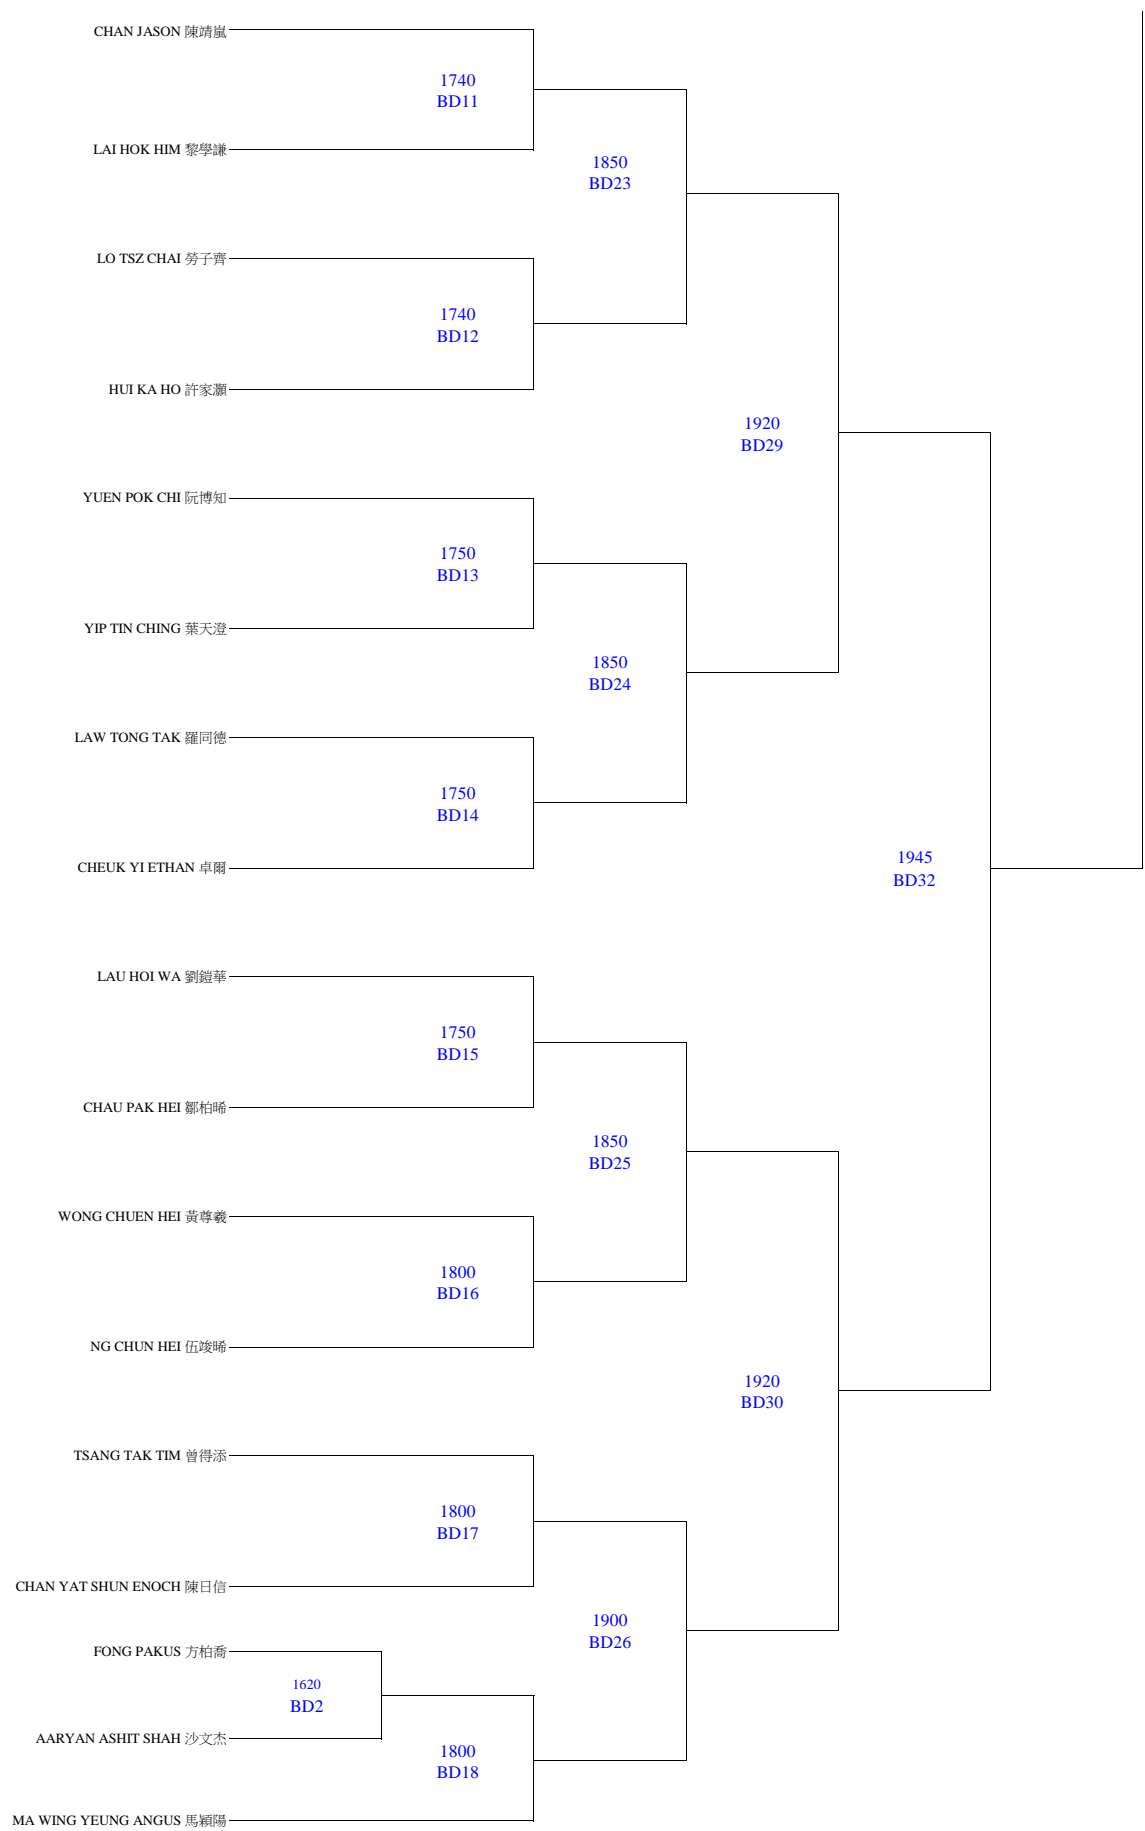 CHAN JASON 陳靖嵐
1740
BD11
LAI HOK HIM 黎學謙
1850
BD23
LO TSZ CHAI 勞子齊
1740
BD12
HUI KA HO 許家灝
1920
BD29
YUEN POK CHI 阮博知
1750
BD13
YIP TIN CHING 葉天澄
1850
BD24
LAW TONG TAK 羅同德
1750
BD14
CHEUK YI ETHAN 卓爾
1945
BD32
LAU HOI WA 劉鎧華
1750
BD15
CHAU PAK HEI 鄒柏晞
1850
BD25
WONG CHUEN HEI 黃尊羲
1800
BD16
NG CHUN HEI 伍竣晞
1920
BD30
TSANG TAK TIM 曾得添
1800
BD17
CHAN YAT SHUN ENOCH 陳日信
1900
BD26
FONG PAKUS 方柏喬
1620
BD2
AARYAN ASHIT SHAH 沙文杰
1800
BD18
MA WING YEUNG ANGUS 馬穎陽